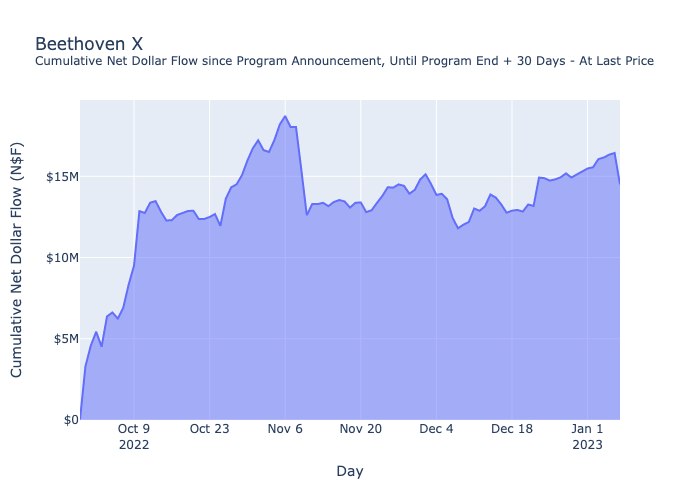 Beethoven X
Cumulative Net Dollar Flow since Program Announcement, Until Program End + 30 Days - At Last Price
Cumulative Net Dollar Flow (N$F)
$15M
$10M
$5M
$0
Oct 9
2022
Oct 23
Nov 6
Nov 20
Dec 4
Dec 18
Jan 1
2023
Day